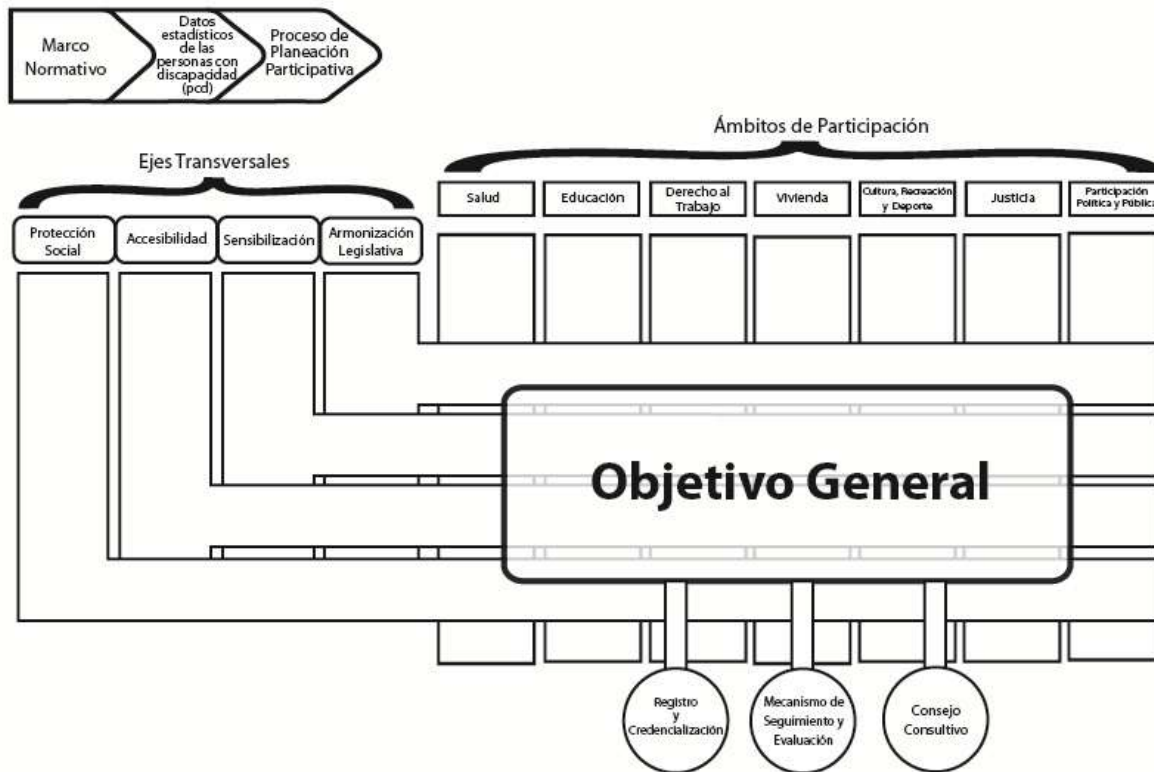 Marco
Normativo
Datos
estadísticos
de las
personas con
discapacidad
(pcd)
Proceso de
Planeación
Participativa
Ámbitos de Participación
Ejes Transversales
Salud
Educación
Derecho al
Trabajo
Vivienda
Cultura, Recreación
y Deporte
Justicia
Participación
Política y Pública
Protección
Social
Accesibilidad
Sensibilización
Armonización
Legislativa
Objetivo General
Registro
y
Credencialización
Mecanismo de
Seguimiento y
Evaluación
Consejo
Consultivo